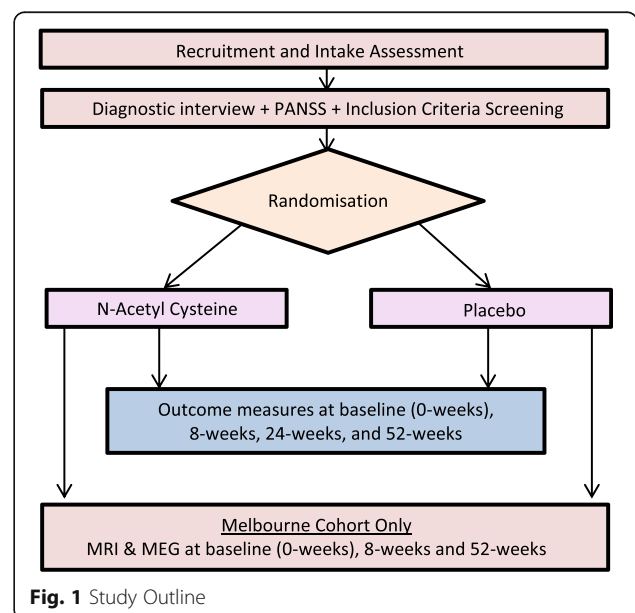 Recruitment and Intake Assessment
Diagnostic interview + PANSS + Inclusion Criteria Screening
Randomisation
N-Acetyl Cysteine
Placebo
Outcome measures at baseline (0-weeks),
8-weeks, 24-weeks, and 52-weeks
Melbourne Cohort Only
MRI & MEG at baseline (0-weeks), 8-weeks and 52-weeks
Fig. 1 Study Outline